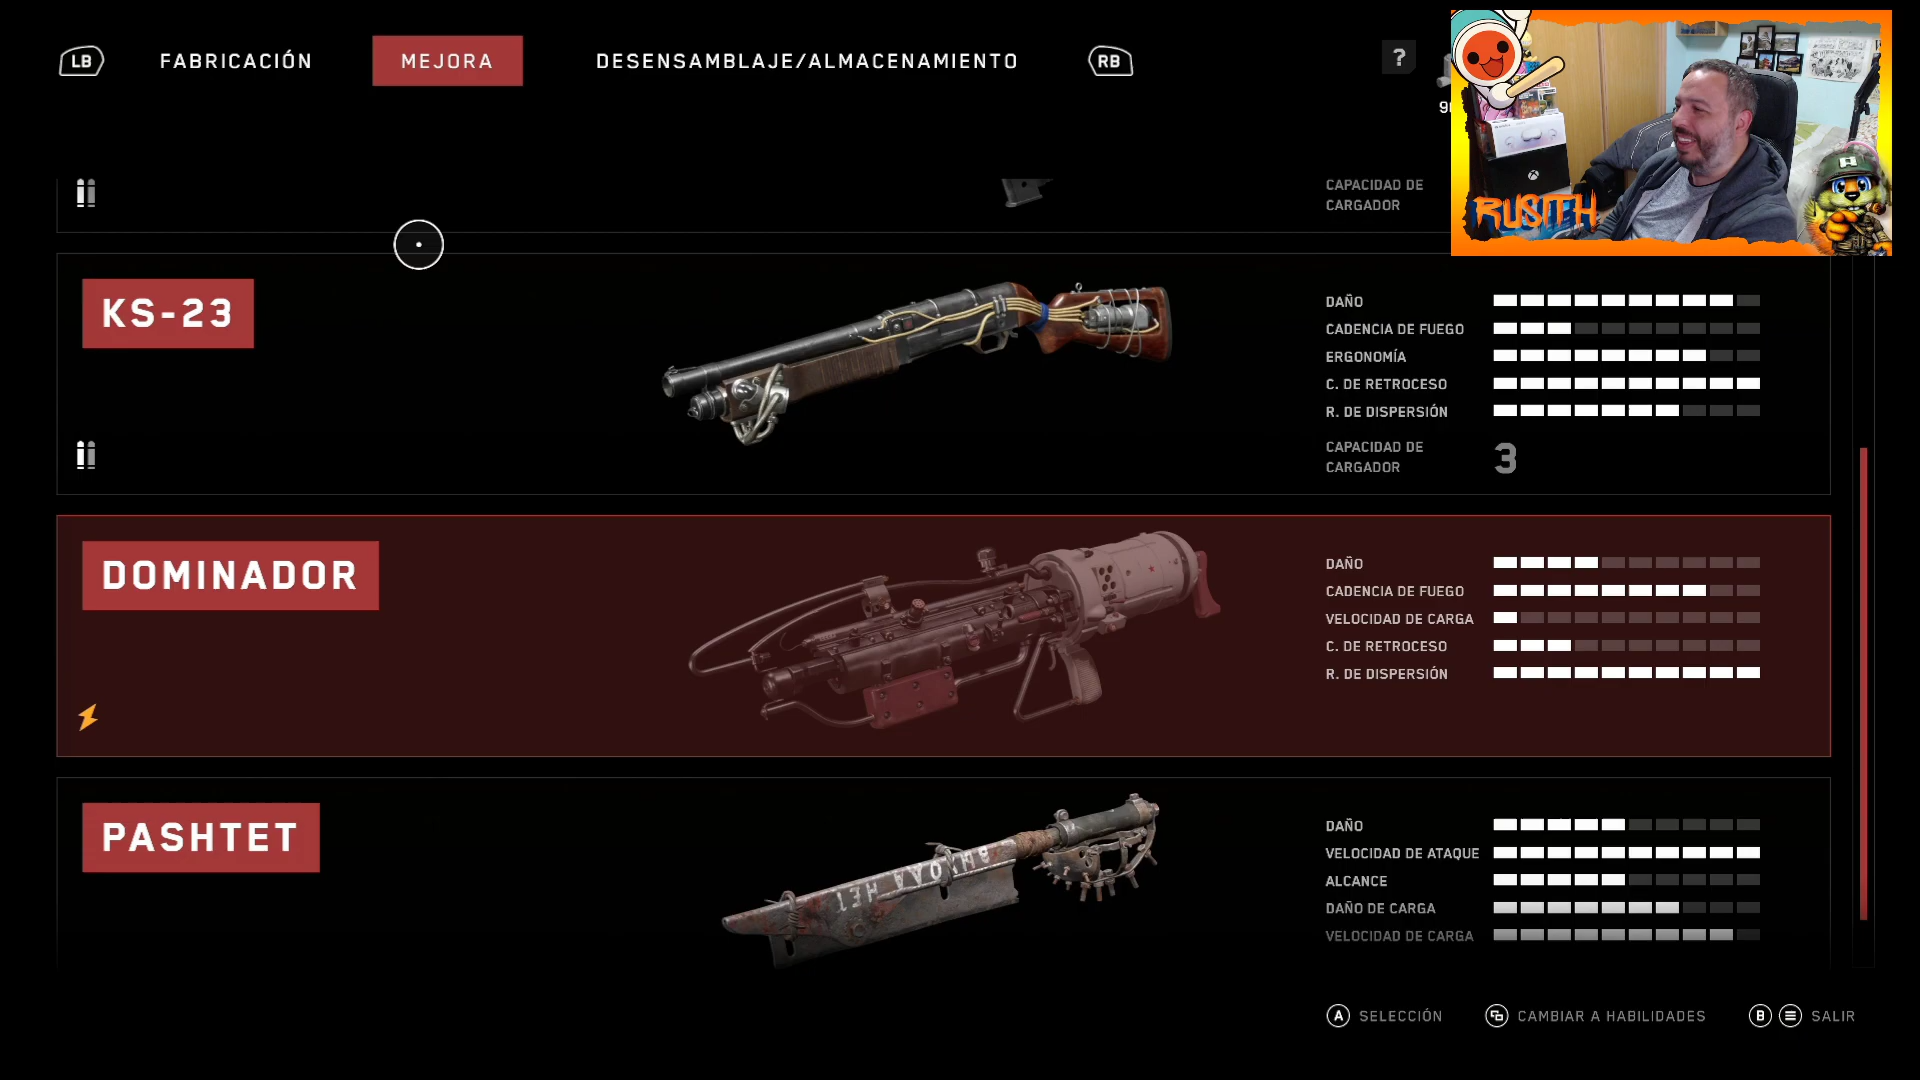 LB
FABRICACIÓN
MEJORA
DESENSAMBLAJE/ALMACENAMIENTO
RB
?
RUSITH
CAPACIDAD DE
CARGADOR
KS-23
DAÑO
CADENCIA DE FUEGO
ERGONOMÍA
C. DE RETROCESO
R. DE DISPERSIÓN
CAPACIDAD DE
CARGADOR
3
DOMINADOR
DAÑO
CADENCIA DE FUEGO
VELOCIDAD DE CARGA
C. DE RETROCESO
R. DE DISPERSIÓN
PASHTET
DAÑO
VELOCIDAD DE ATAQUE
ALCANCE
DAÑO DE CARGA
VELOCIDAD DE CARGA
A SELECCIÓN
CAMBIAR A HABILIDADES
B SALIR